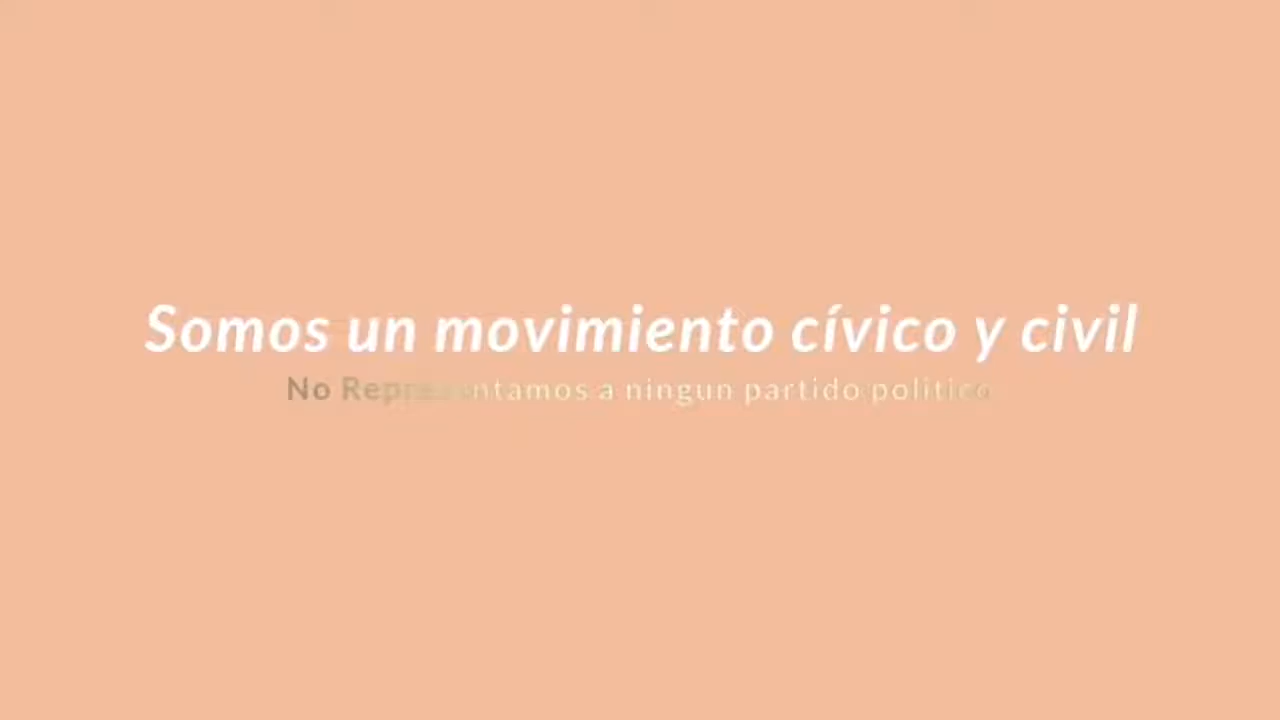 Somos un movimiento cívico y civil
No Representamos a ningun partido politico